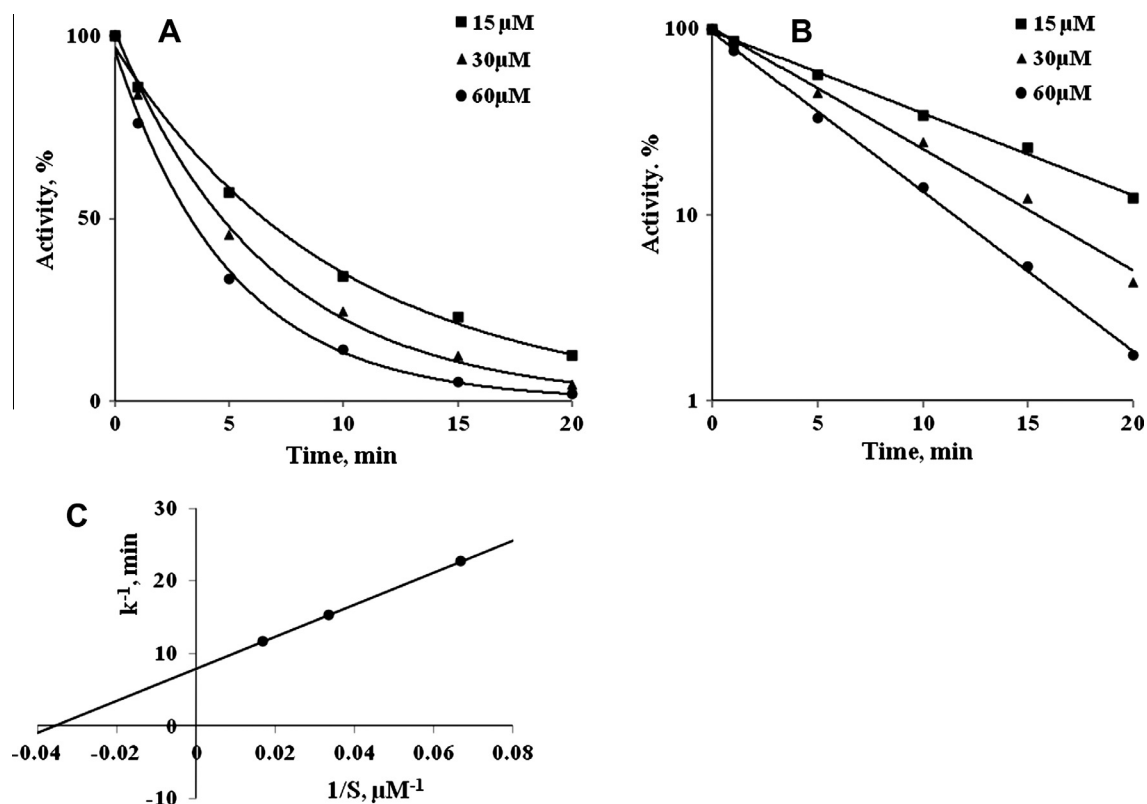 A
15 µM
30µM
60µM
100
50
0
Activity, %
0 5 10 15 20
Time, min
B
15 µM
30µM
60µM
100
10
1
Activity. %
0 5 10 15 20
Time, min
C
30
20
10
0
-10
k⁻¹, min
-0.04 -0.02 0 0.02 0.04 0.06 0.08
1/S, µM⁻¹